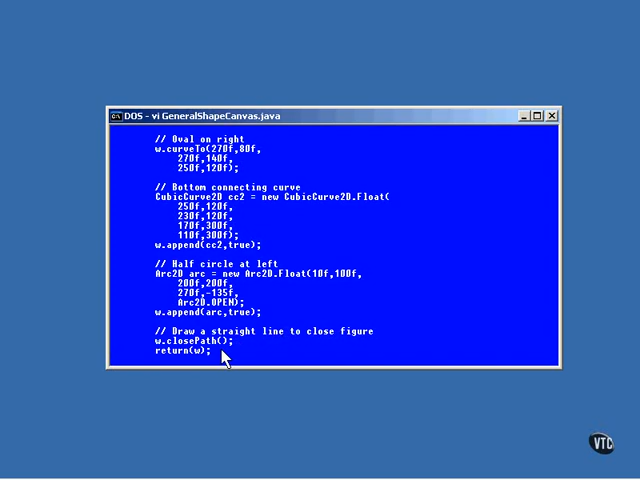 DOS - vi GeneralShapeCanvas.java
// Oval on right
w.curveTo(270f,80f,
270f,140f,
250f,120f);
// Bottom connecting curve
CubicCurve2D cc2 = new CubicCurve2D.Float(
250f,120f,
230f,120f,
170f,300f,
110f,300f);
w.append(cc2,true);
// Half circle at left
Arc2D arc = new Arc2D.Float(10f,100f,
200f,200f,
270f,-135f,
Arc2D.OPEN);
w.append(arc,true);
// Draw a straight line to close figure
w.closePath();
return(w);
VTC